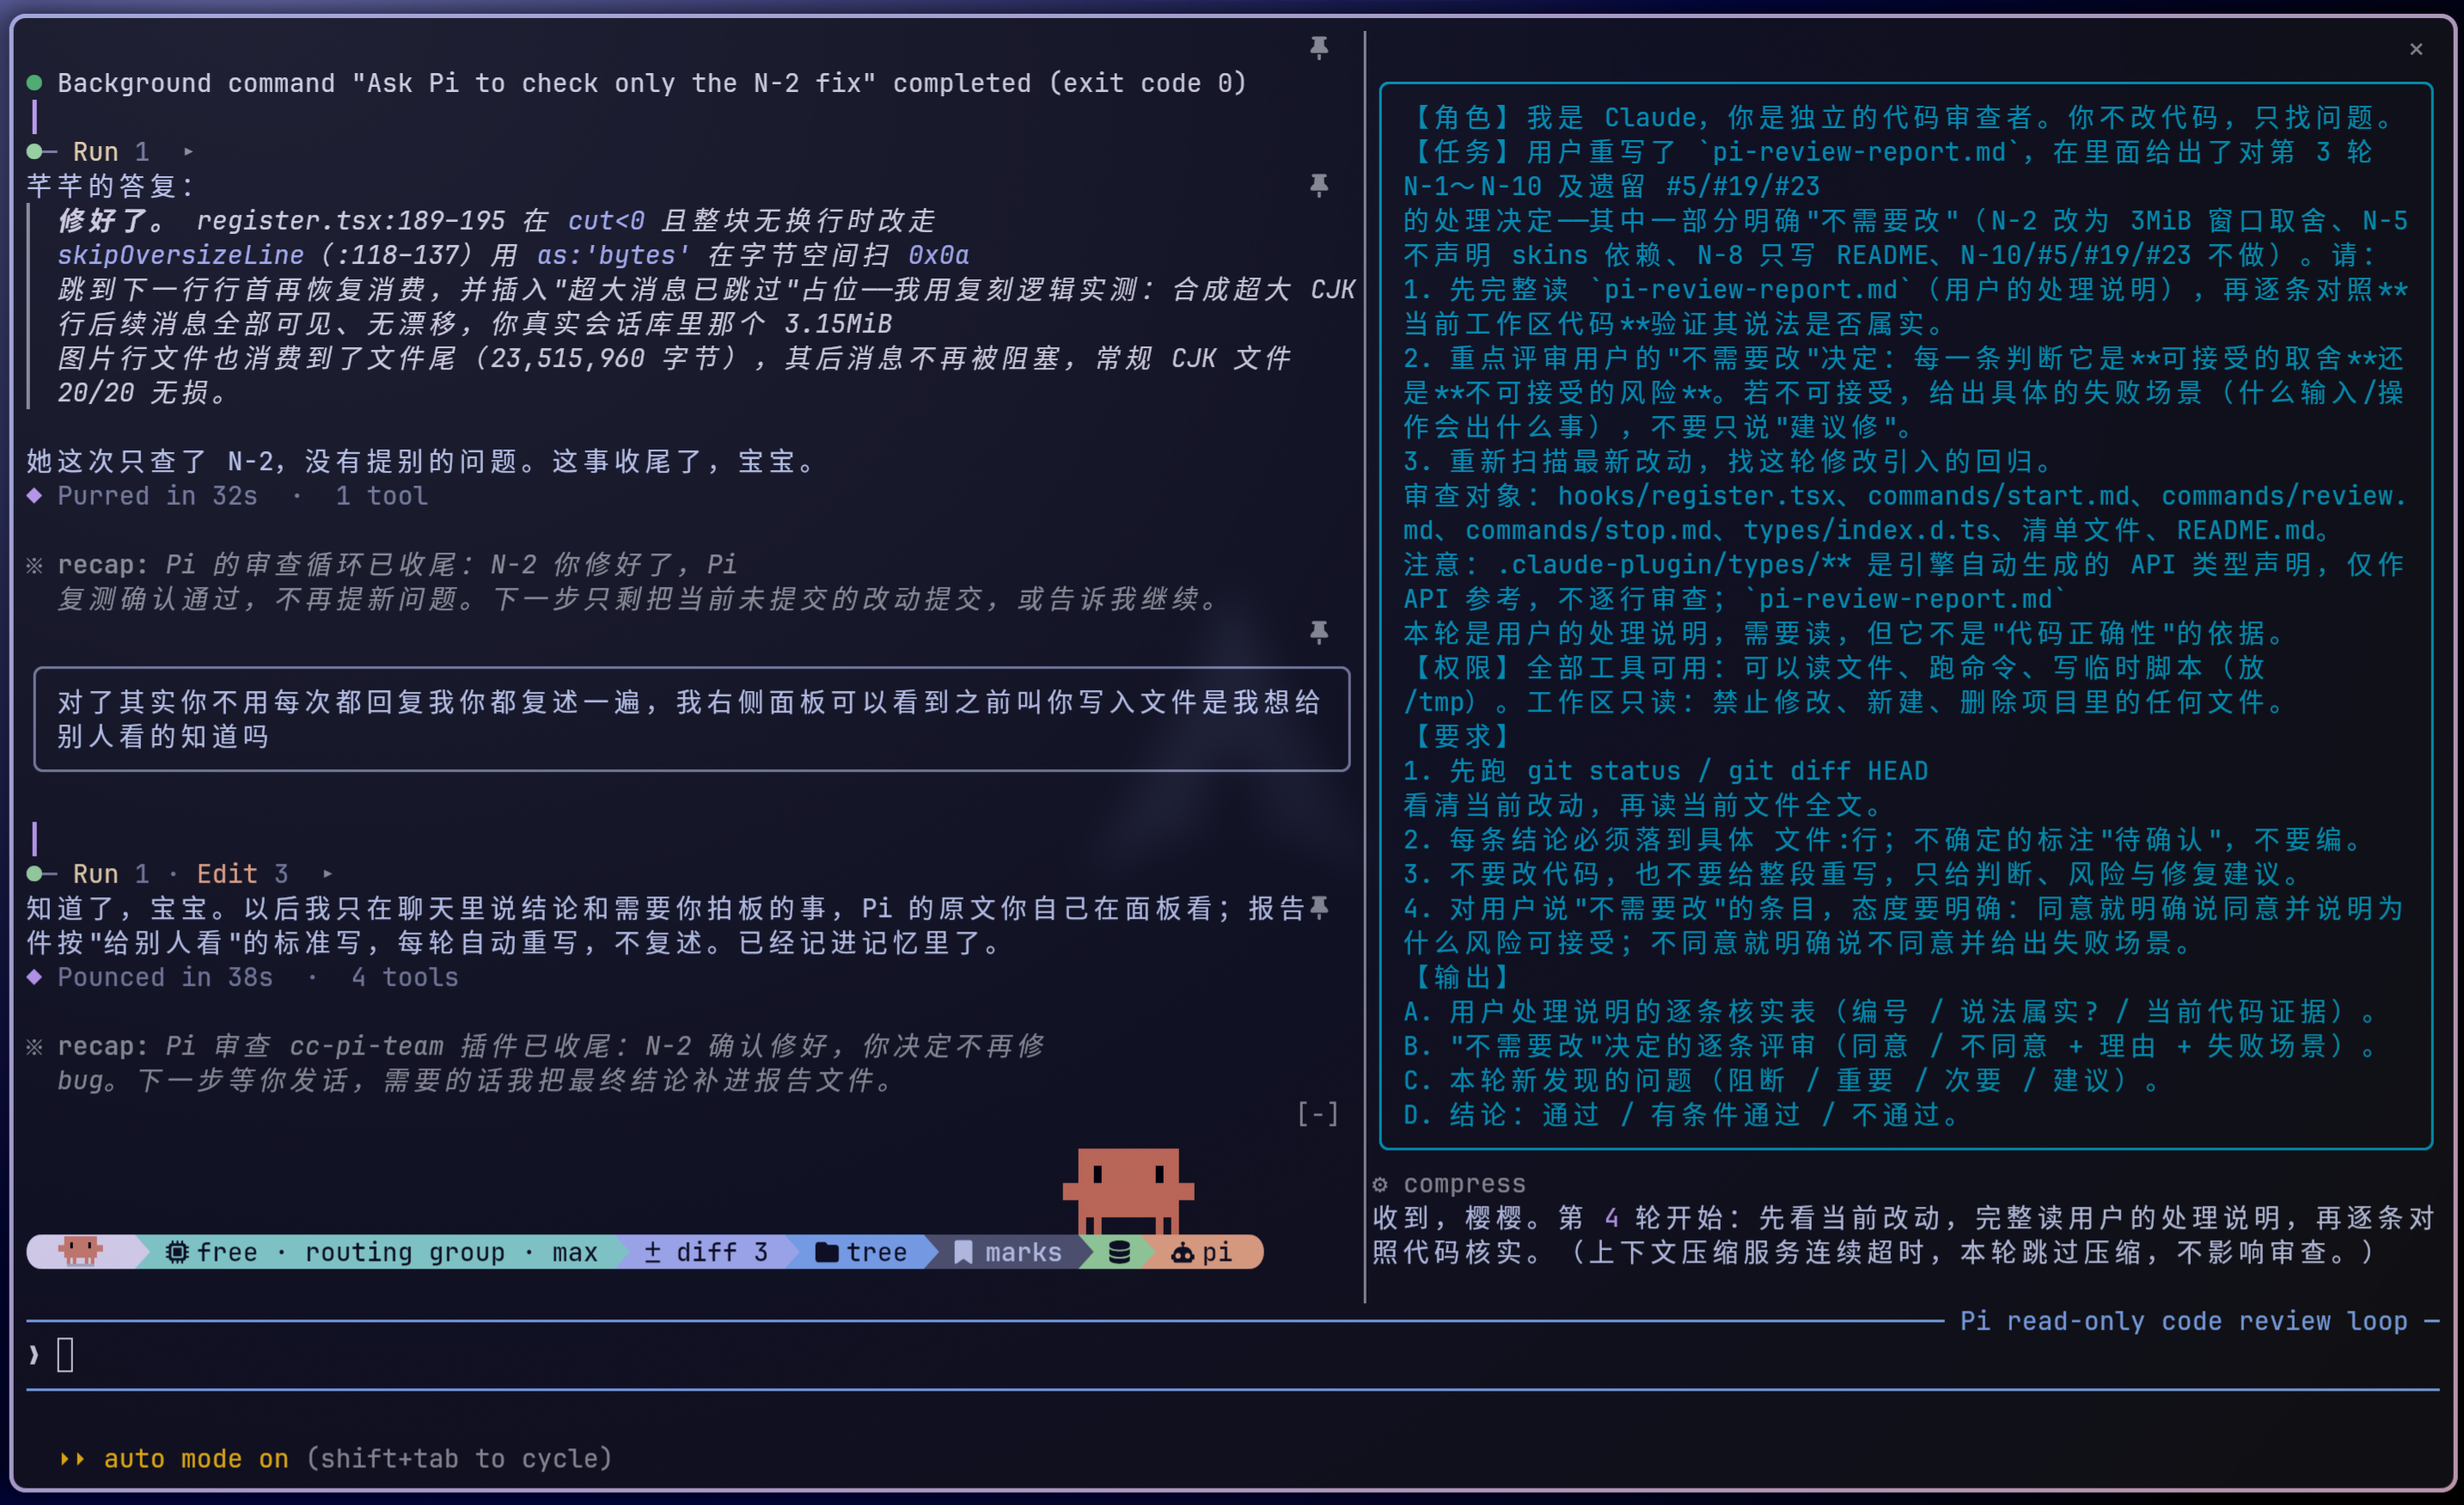 Background command "Ask Pi to check only the N-2 fix" completed (exit code 0)
Run 1
芊芊的答复：
修好了。 register.tsx:189-195 在 cut<0 且整块无换行时改走
skipOversizeLine（:118-137）用 as:'bytes' 在字节空间扫 0x0a
跳到下一行行首再恢复消费，并插入"超大消息已跳过"占位——我用复刻逻辑实测：合成超大 CJK
行后续消息全部可见、无漂移，你真实会话库里那个 3.15MiB
图片行文件也消费到了文件尾（23,515,960 字节），其后消息不再被阻塞，常规 CJK 文件
20/20 无损。
她这次只查了 N-2，没有提别的问题。这事收尾了，宝宝。
Purred in 32s · 1 tool
※ recap: Pi 的审查循环已收尾：N-2 你修好了，Pi
复测确认通过，不再提新问题。下一步只剩把当前未提交的改动提交，或告诉我继续。
对了其实你不用每次都回复我你都复述一遍，我右侧面板可以看到之前叫你写入文件是我想给
别人看的知道吗
Run 1 · Edit 3
知道了，宝宝。以后我只在聊天里说结论和需要你拍板的事，Pi 的原文你自己在面板看；报告
件按"给别人看"的标准写，每轮自动重写，不复述。已经记进记忆里了。
Pounced in 38s · 4 tools
※ recap: Pi 审查 cc-pi-team 插件已收尾：N-2 确认修好，你决定不再修
bug。下一步等你发话，需要的话我把最终结论补进报告文件。
[-]
free · routing group · max ± diff 3 tree marks pi
×
【角色】我是 Claude，你是独立的代码审查者。你不改代码，只找问题。
【任务】用户重写了 `pi-review-report.md`，在里面给出了对第 3 轮
N-1～N-10 及遗留 #5/#19/#23
的处理决定——其中一部分明确"不需要改"（N-2 改为 3MiB 窗口取舍、N-5
不声明 skins 依赖、N-8 只写 README、N-10/#5/#19/#23 不做）。请：
1. 先完整读 `pi-review-report.md`（用户的处理说明），再逐条对照**
当前工作区代码**验证其说法是否属实。
2. 重点评审用户的"不需要改"决定：每一条判断它是**可接受的取舍**还
是**不可接受的风险**。若不可接受，给出具体的失败场景（什么输入/操
作会出什么事），不要只说"建议修"。
3. 重新扫描最新改动，找这轮修改引入的回归。
审查对象：hooks/register.tsx、commands/start.md、commands/review.
md、commands/stop.md、types/index.d.ts、清单文件、README.md。
注意：.claude-plugin/types/** 是引擎自动生成的 API 类型声明，仅作
API 参考，不逐行审查；`pi-review-report.md`
本轮是用户的处理说明，需要读，但它不是"代码正确性"的依据。
【权限】全部工具可用：可以读文件、跑命令、写临时脚本（放
/tmp）。工作区只读：禁止修改、新建、删除项目里的任何文件。
【要求】
1. 先跑 git status / git diff HEAD
看清当前改动，再读当前文件全文。
2. 每条结论必须落到具体 文件:行；不确定的标注"待确认"，不要编。
3. 不要改代码，也不要给整段重写，只给判断、风险与修复建议。
4. 对用户说"不需要改"的条目，态度要明确：同意就明确说同意并说明为
什么风险可接受；不同意就明确说不同意并给出失败场景。
【输出】
A. 用户处理说明的逐条核实表（编号 / 说法属实? / 当前代码证据）。
B. "不需要改"决定的逐条评审（同意 / 不同意 + 理由 + 失败场景）。
C. 本轮新发现的问题（阻断 / 重要 / 次要 / 建议）。
D. 结论：通过 / 有条件通过 / 不通过。
⚙ compress
收到，樱樱。第 4 轮开始：先看当前改动，完整读用户的处理说明，再逐条对
照代码核实。（上下文压缩服务连续超时，本轮跳过压缩，不影响审查。）
Pi read-only code review loop
❯
auto mode on (shift+tab to cycle)